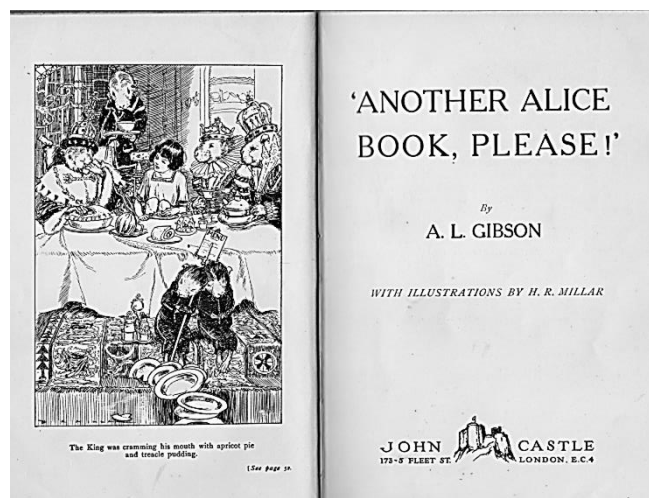 The King was cramming his mouth with apricot pie
and treacle pudding.
[See page 50.
'ANOTHER ALICE
BOOK, PLEASE!'
By
A. L. GIBSON
WITH ILLUSTRATIONS BY H. R. MILLAR
JOHN CASTLE
173-5 FLEET ST. LONDON, E.C.4